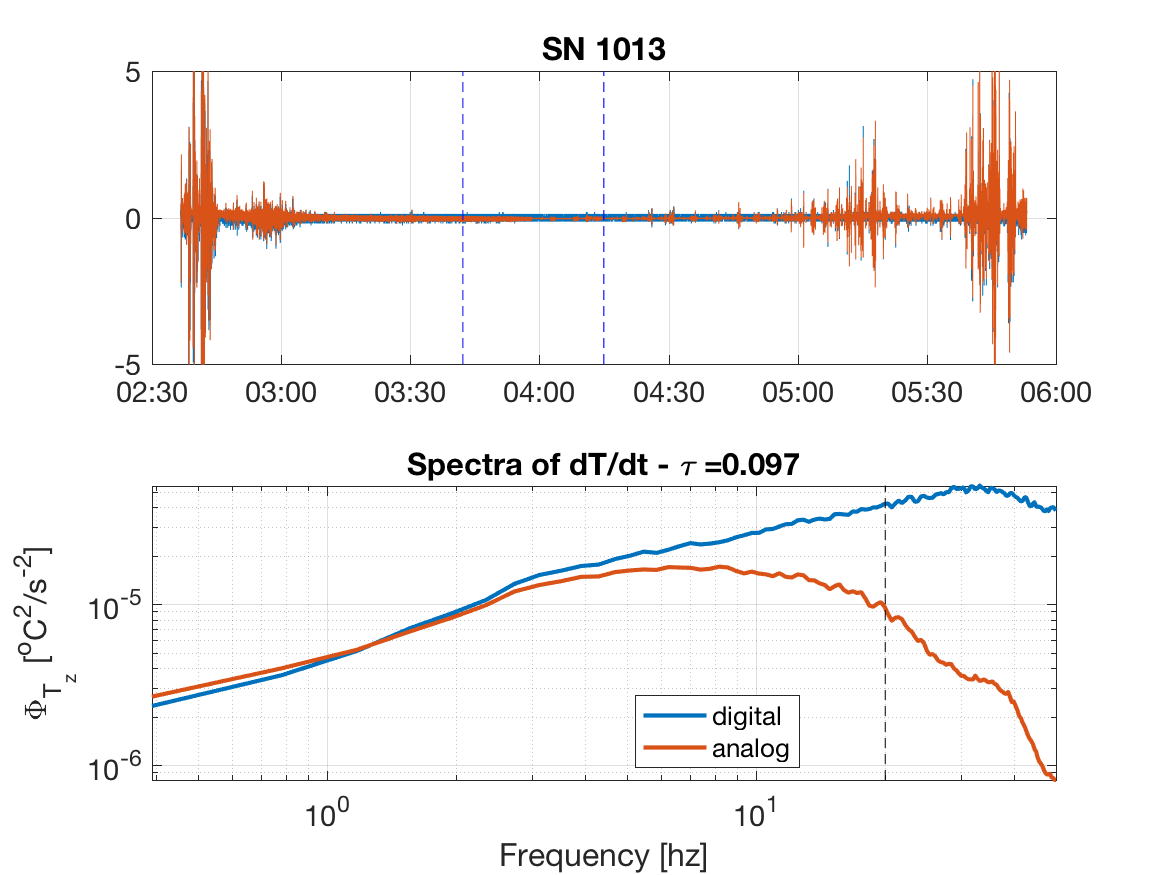 SN 1013
5
0
-5
02:30 03:00 03:30 04:00 04:30 05:00 05:30 06:00
Spectra of dT/dt - τ =0.097
Φ_{T_z} [°C²/s⁻²]
10⁻⁵
10⁻⁶
digital
analog
10⁰ 10¹
Frequency [hz]